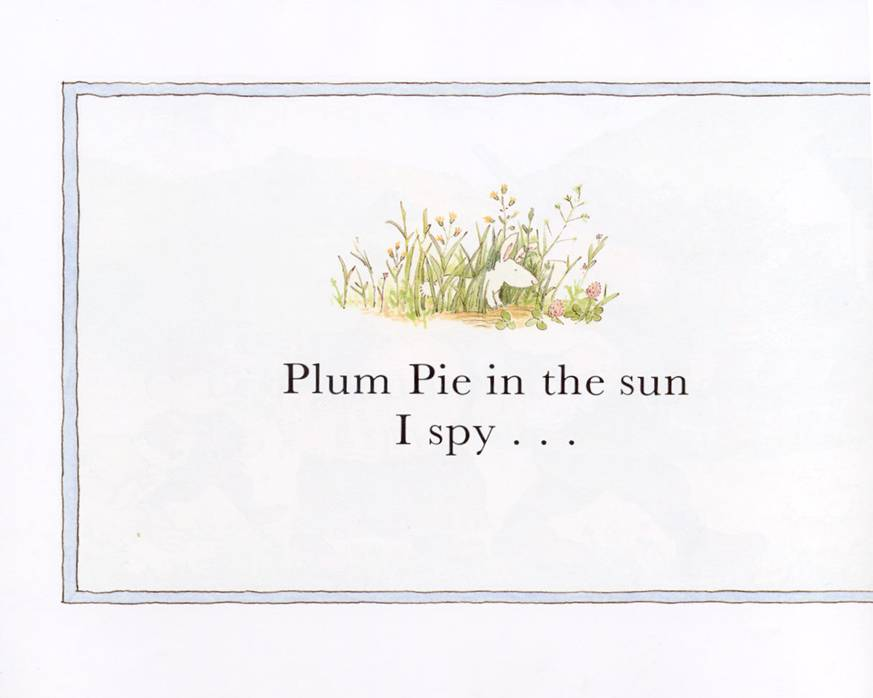 Plum Pie in the sun
I spy . . .